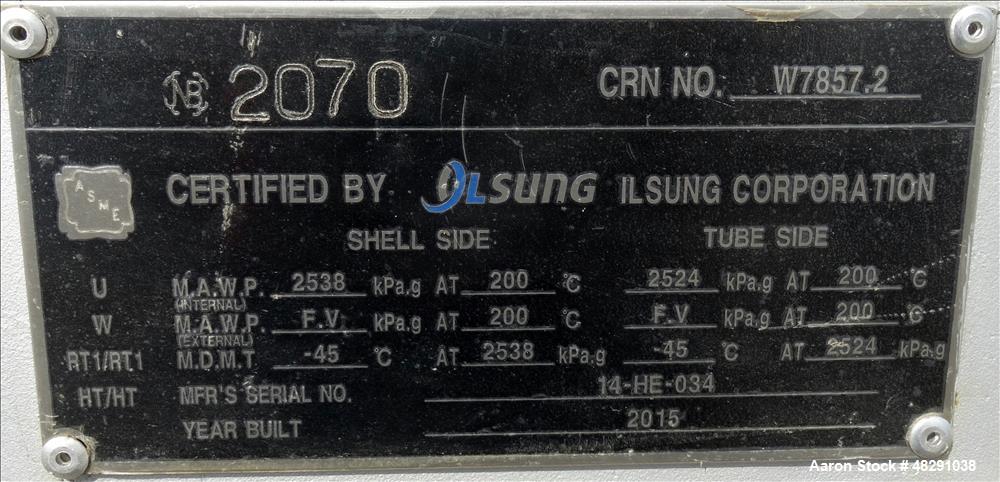 NB 2070 CRN NO. W7857.2
ASME CERTIFIED BY ILSUNG ILSUNG CORPORATION
SHELL SIDE TUBE SIDE
U M.A.W.P. 2538 kPa,g AT 200 °C 2524 kPa,g AT 200 °C
(INTERNAL)
W M.A.W.P. F.V kPa,g AT 200 °C F.V kPa,g AT 200 °C
(EXTERNAL)
RT1/RT1 M.D.M.T -45 °C AT 2538 kPa,g -45 °C AT 2524 kPa,g
HT/HT MFR'S SERIAL NO. 14-HE-034
YEAR BUILT 2015
Aaron Stock # 48291038